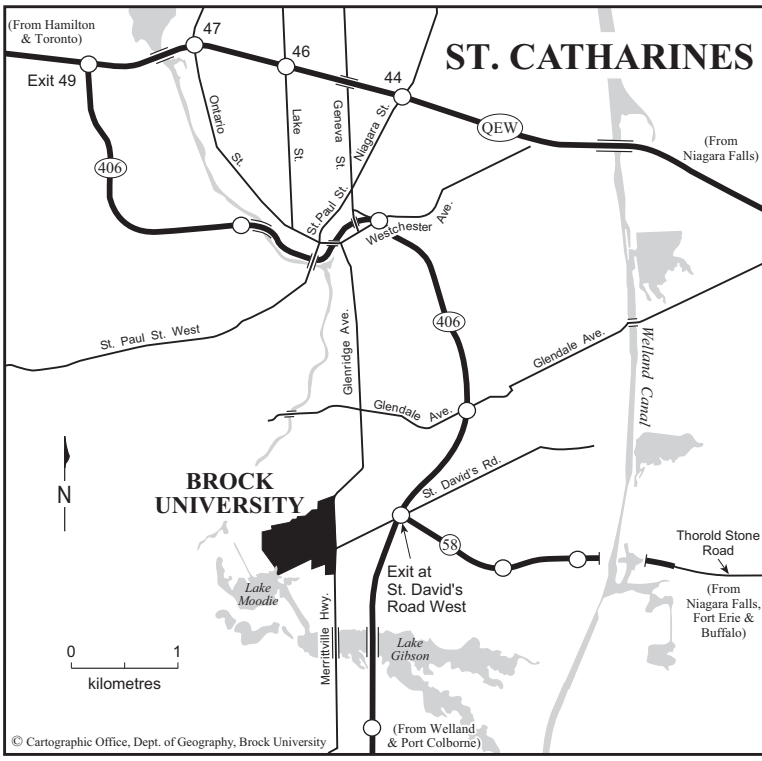 (From Hamilton
& Toronto)
47
46
44
Exit 49
ST. CATHARINES
QEW
(From
Niagara Falls)
406
Ontario
St.
Lake
St.
Geneva
St.
Niagara St.
St.Paul St.
Westchester
Ave.
St. Paul St. West
Glenridge Ave.
406
Glendale Ave.
Glendale Ave.
Welland Canal
N
BROCK
UNIVERSITY
St. David's Rd.
58
Thorold Stone
Road
(From
Niagara Falls,
Fort Erie &
Buffalo)
Exit at
St. David's
Road West
Lake
Moodie
Merrittville Hwy.
Lake
Gibson
0
1
kilometres
(From Welland
& Port Colborne)
© Cartographic Office, Dept. of Geography, Brock University